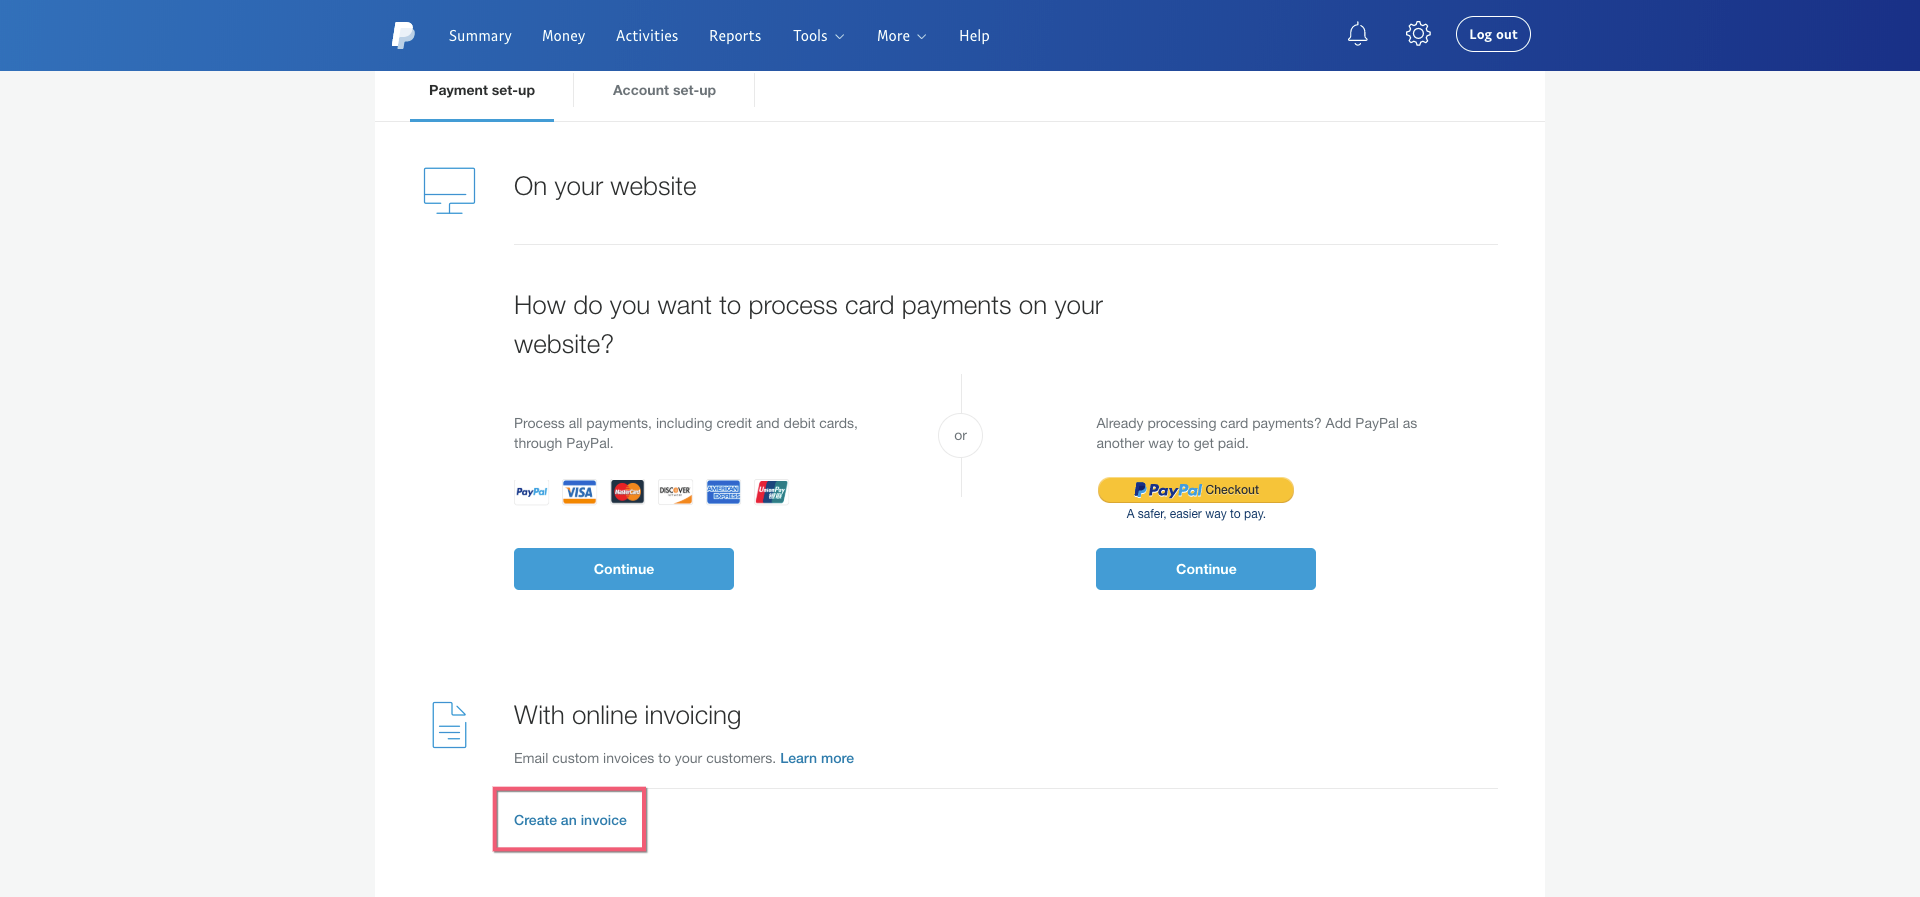 Summary Money Activities Reports Tools More Help Log out
Payment set-up Account set-up
On your website
How do you want to process card payments on your
website?
Process all payments, including credit and debit cards,
through PayPal.
PayPal VISA MasterCard DISCOVER AMERICAN EXPRESS UnionPay 银联
Continue
or
Already processing card payments? Add PayPal as
another way to get paid.
PayPal Checkout
A safer, easier way to pay.
Continue
With online invoicing
Email custom invoices to your customers. Learn more
Create an invoice